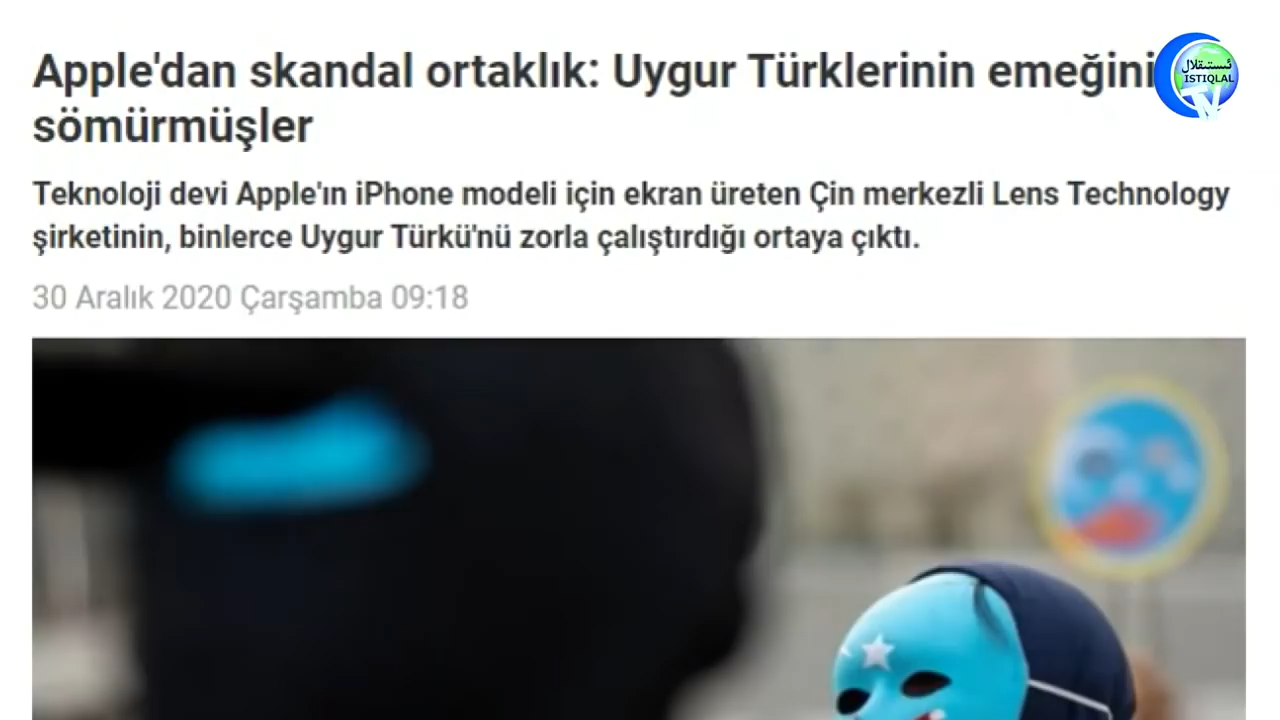 Apple'dan skandal ortaklık: Uygur Türklerinin emeğini
sömürmüşler
ئىستىقلال
ISTIQLAL
TV
Teknoloji devi Apple'ın iPhone modeli için ekran üreten Çin merkezli Lens Technology
şirketinin, binlerce Uygur Türkü'nü zorla çalıştırdığı ortaya çıktı.
30 Aralık 2020 Çarşamba 09:18